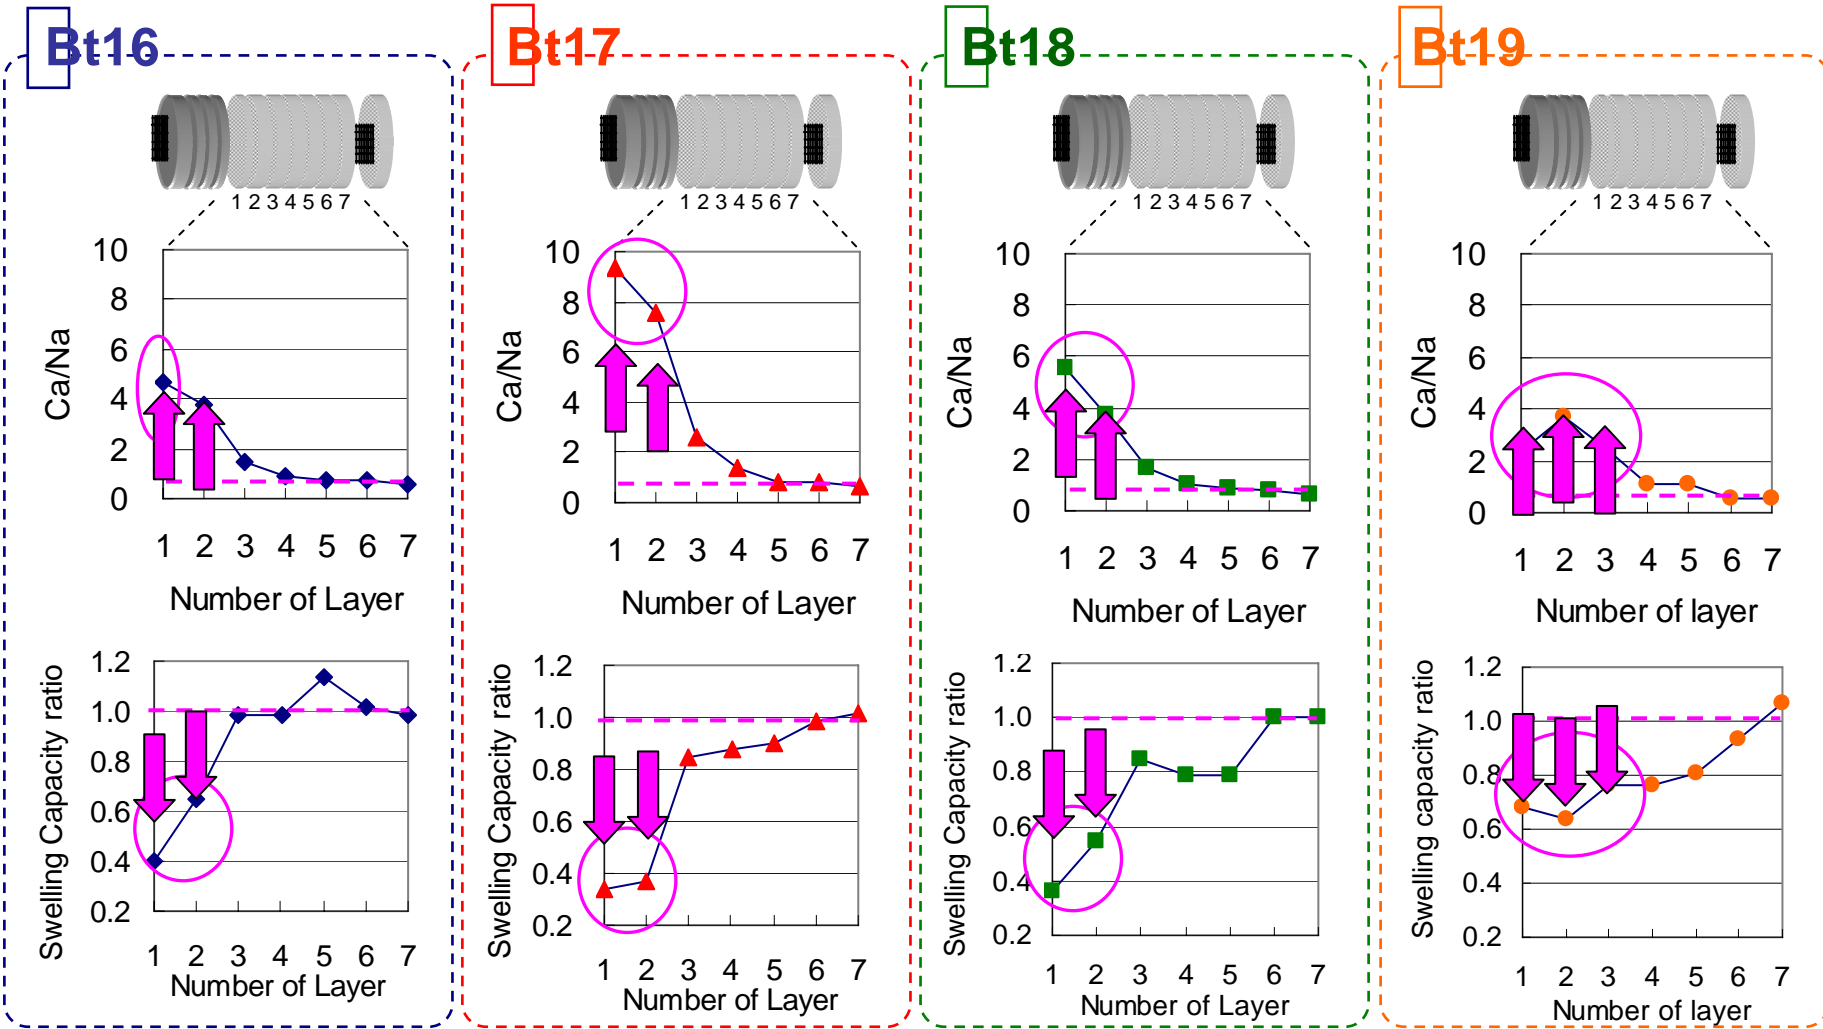 Bt16
1 2 3 4 5 6 7
Ca/Na
10
8
6
4
2
0
1 2 3 4 5 6 7
Number of Layer
Swelling Capacity ratio
1.2
1.0
0.8
0.6
0.4
0.2
1 2 3 4 5 6 7
Number of Layer
Bt17
1 2 3 4 5 6 7
Ca/Na
10
8
6
4
2
0
1 2 3 4 5 6 7
Number of Layer
Swelling Capacity ratio
1.2
1.0
0.8
0.6
0.4
0.2
1 2 3 4 5 6 7
Number of Layer
Bt18
1 2 3 4 5 6 7
Ca/Na
10
8
6
4
2
0
1 2 3 4 5 6 7
Number of Layer
Swelling Capacity ratio
1.2
1.0
0.8
0.6
0.4
0.2
1 2 3 4 5 6 7
Number of Layer
Bt19
1 2 3 4 5 6 7
Ca/Na
10
8
6
4
2
0
1 2 3 4 5 6 7
Number of layer
Swelling capacity ratio
1.2
1.0
0.8
0.6
0.4
0.2
1 2 3 4 5 6 7
Number of layer